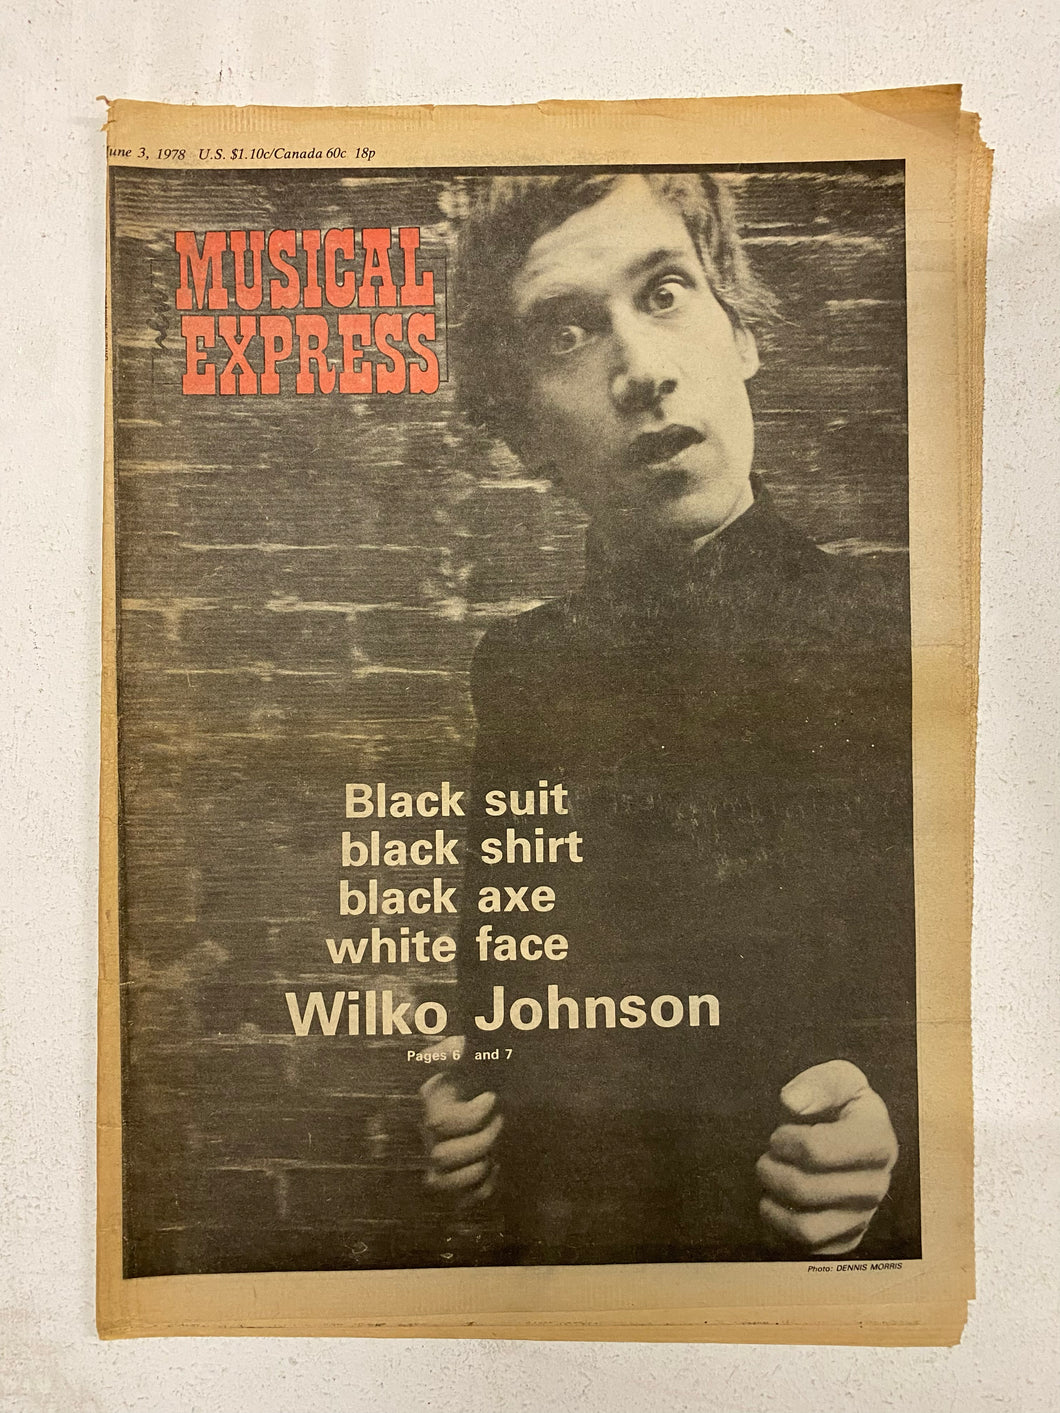 June 3, 1978 U.S. $1.10c/Canada 60c 18p
new
MUSICAL
EXPRESS
Black suit
black shirt
black axe
white face
Wilko Johnson
Pages 6 and 7
Photo: DENNIS MORRIS